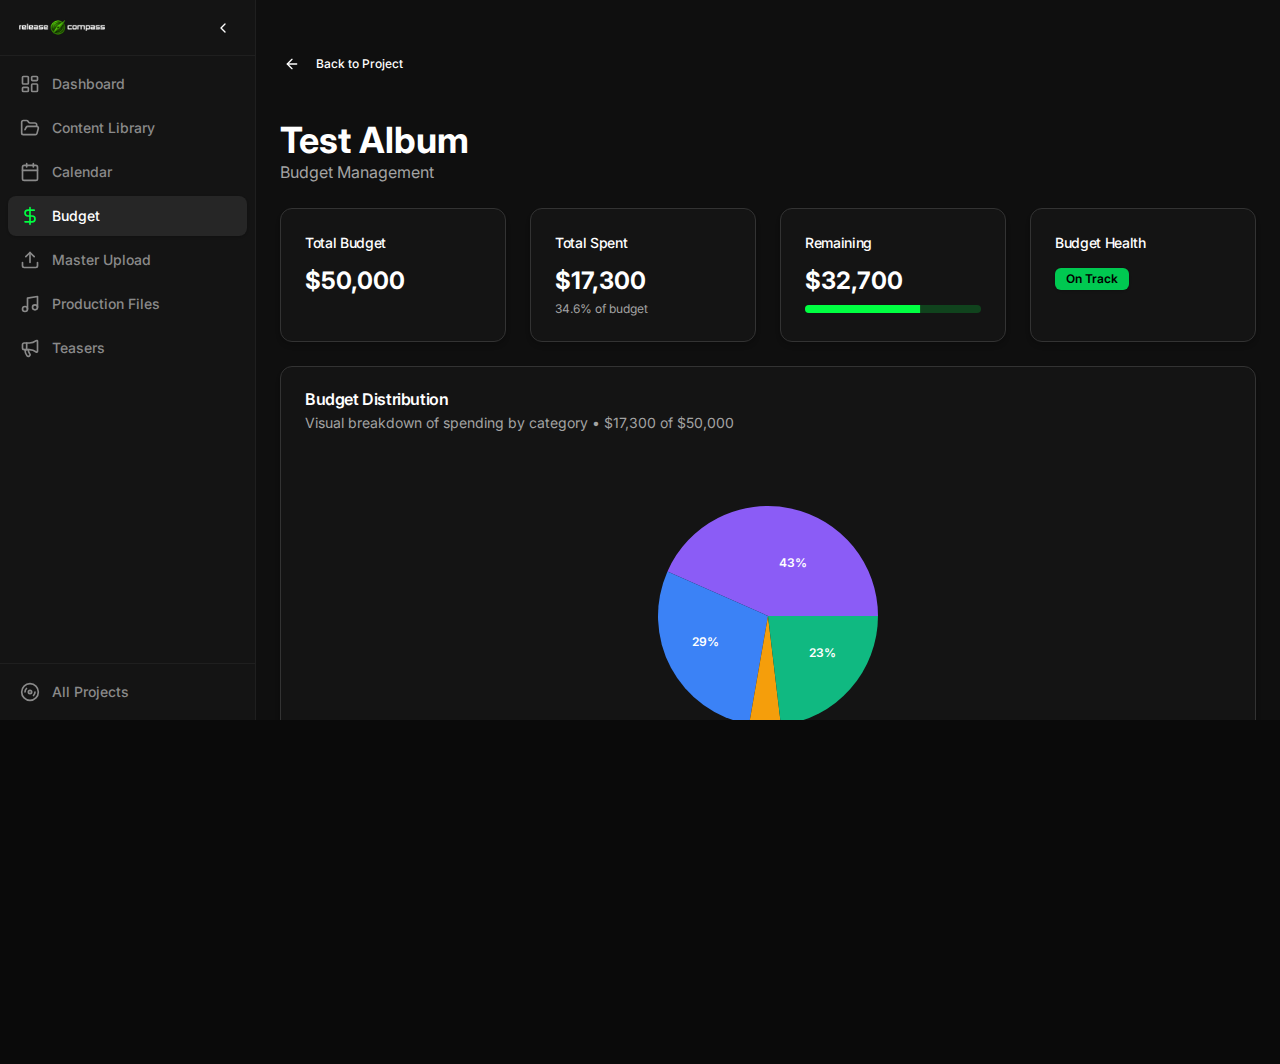 release compass
Dashboard
Content Library
Calendar
Budget
Master Upload
Production Files
Teasers
All Projects
Back to Project
Test Album
Budget Management
Total Budget
$50,000
Total Spent
$17,300
34.6% of budget
Remaining
$32,700
Budget Health
On Track
Budget Distribution
Visual breakdown of spending by category • $17,300 of $50,000
43%
29%
23%